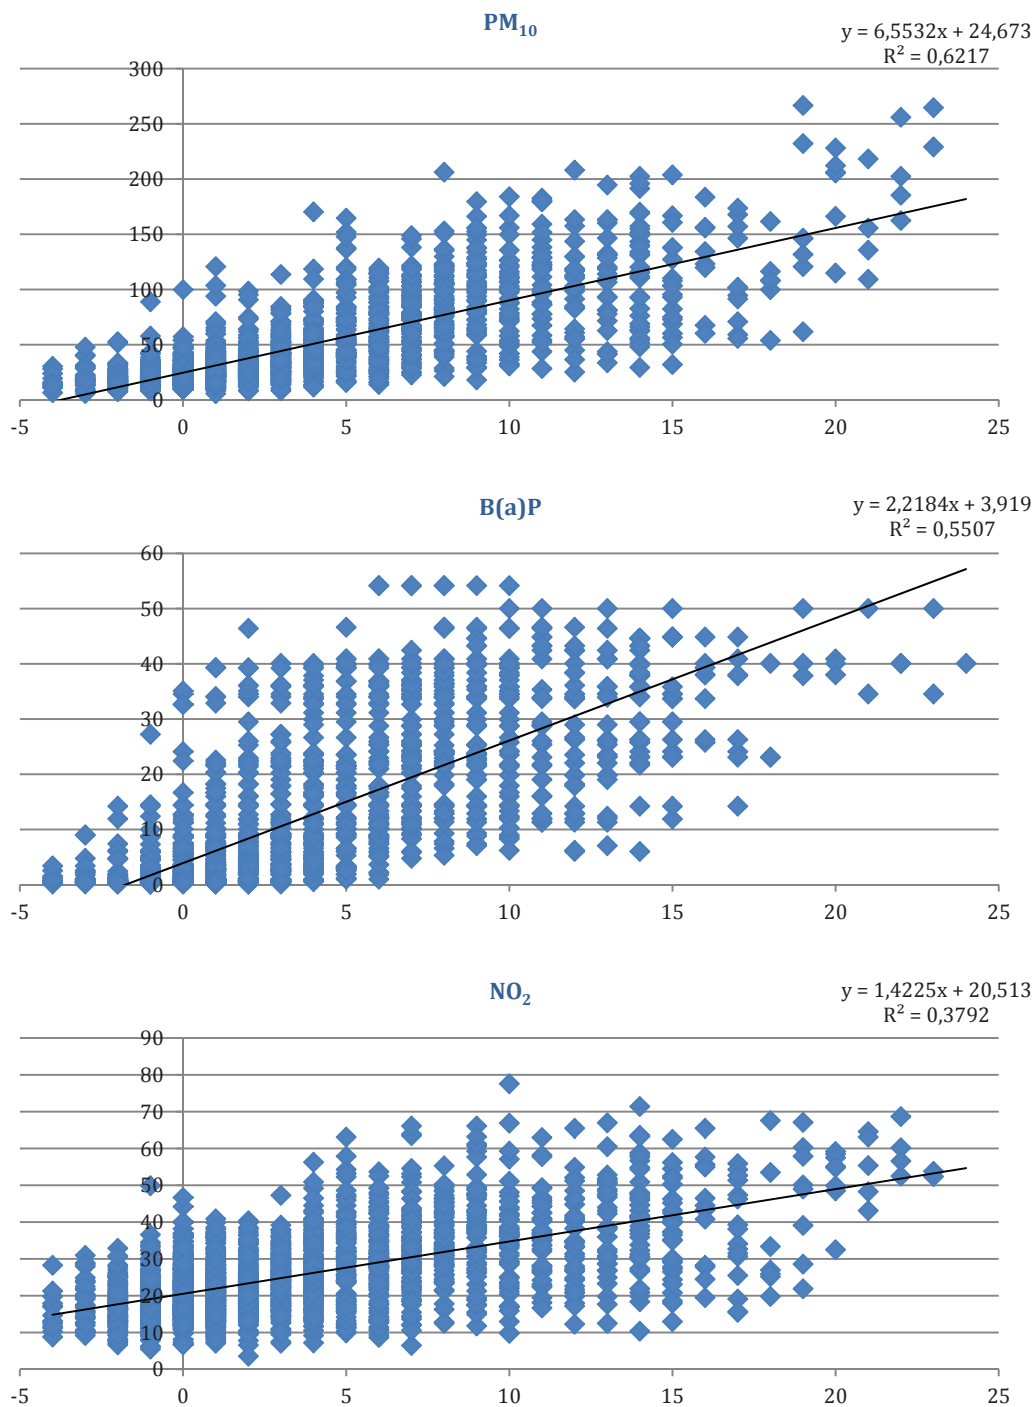 PM₁₀
y = 6,5532x + 24,673
R² = 0,6217
300
250
200
150
100
50
0
-5 0 5 10 15 20 25
B(a)P
y = 2,2184x + 3,919
R² = 0,5507
60
50
40
30
20
10
0
-5 0 5 10 15 20 25
NO₂
y = 1,4225x + 20,513
R² = 0,3792
90
80
70
60
50
40
30
20
10
0
-5 0 5 10 15 20 25